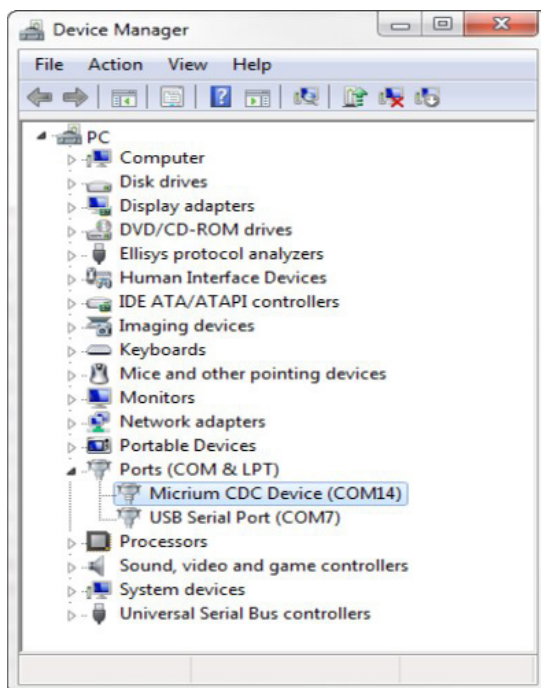 Device Manager
File Action View Help
PC
Computer
Disk drives
Display adapters
DVD/CD-ROM drives
Ellisys protocol analyzers
Human Interface Devices
IDE ATA/ATAPI controllers
Imaging devices
Keyboards
Mice and other pointing devices
Monitors
Network adapters
Portable Devices
Ports (COM & LPT)
Micrium CDC Device (COM14)
USB Serial Port (COM7)
Processors
Sound, video and game controllers
System devices
Universal Serial Bus controllers